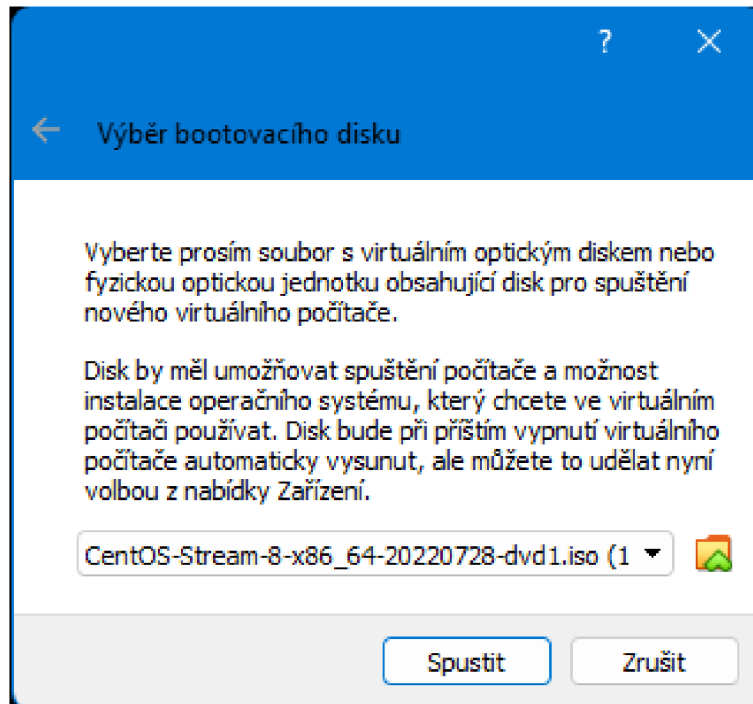 ?
Výběr bootovacího disku
Vyberte prosím soubor s virtuálním optickým diskem nebo
fyzickou optickou jednotku obsahující disk pro spuštění
nového virtuálního počítače.
Disk by měl umožňovat spuštění počítače a možnost
instalace operačního systému, který chcete ve virtuálním
počítači používat. Disk bude při příštím vypnutí virtuálního
počítače automaticky vysunut, ale můžete to udělat nyní
volbou z nabídky Zařízení.
CentOS-Stream-8-x86_64-20220728-dvd1.iso (1
Spustit Zrušit